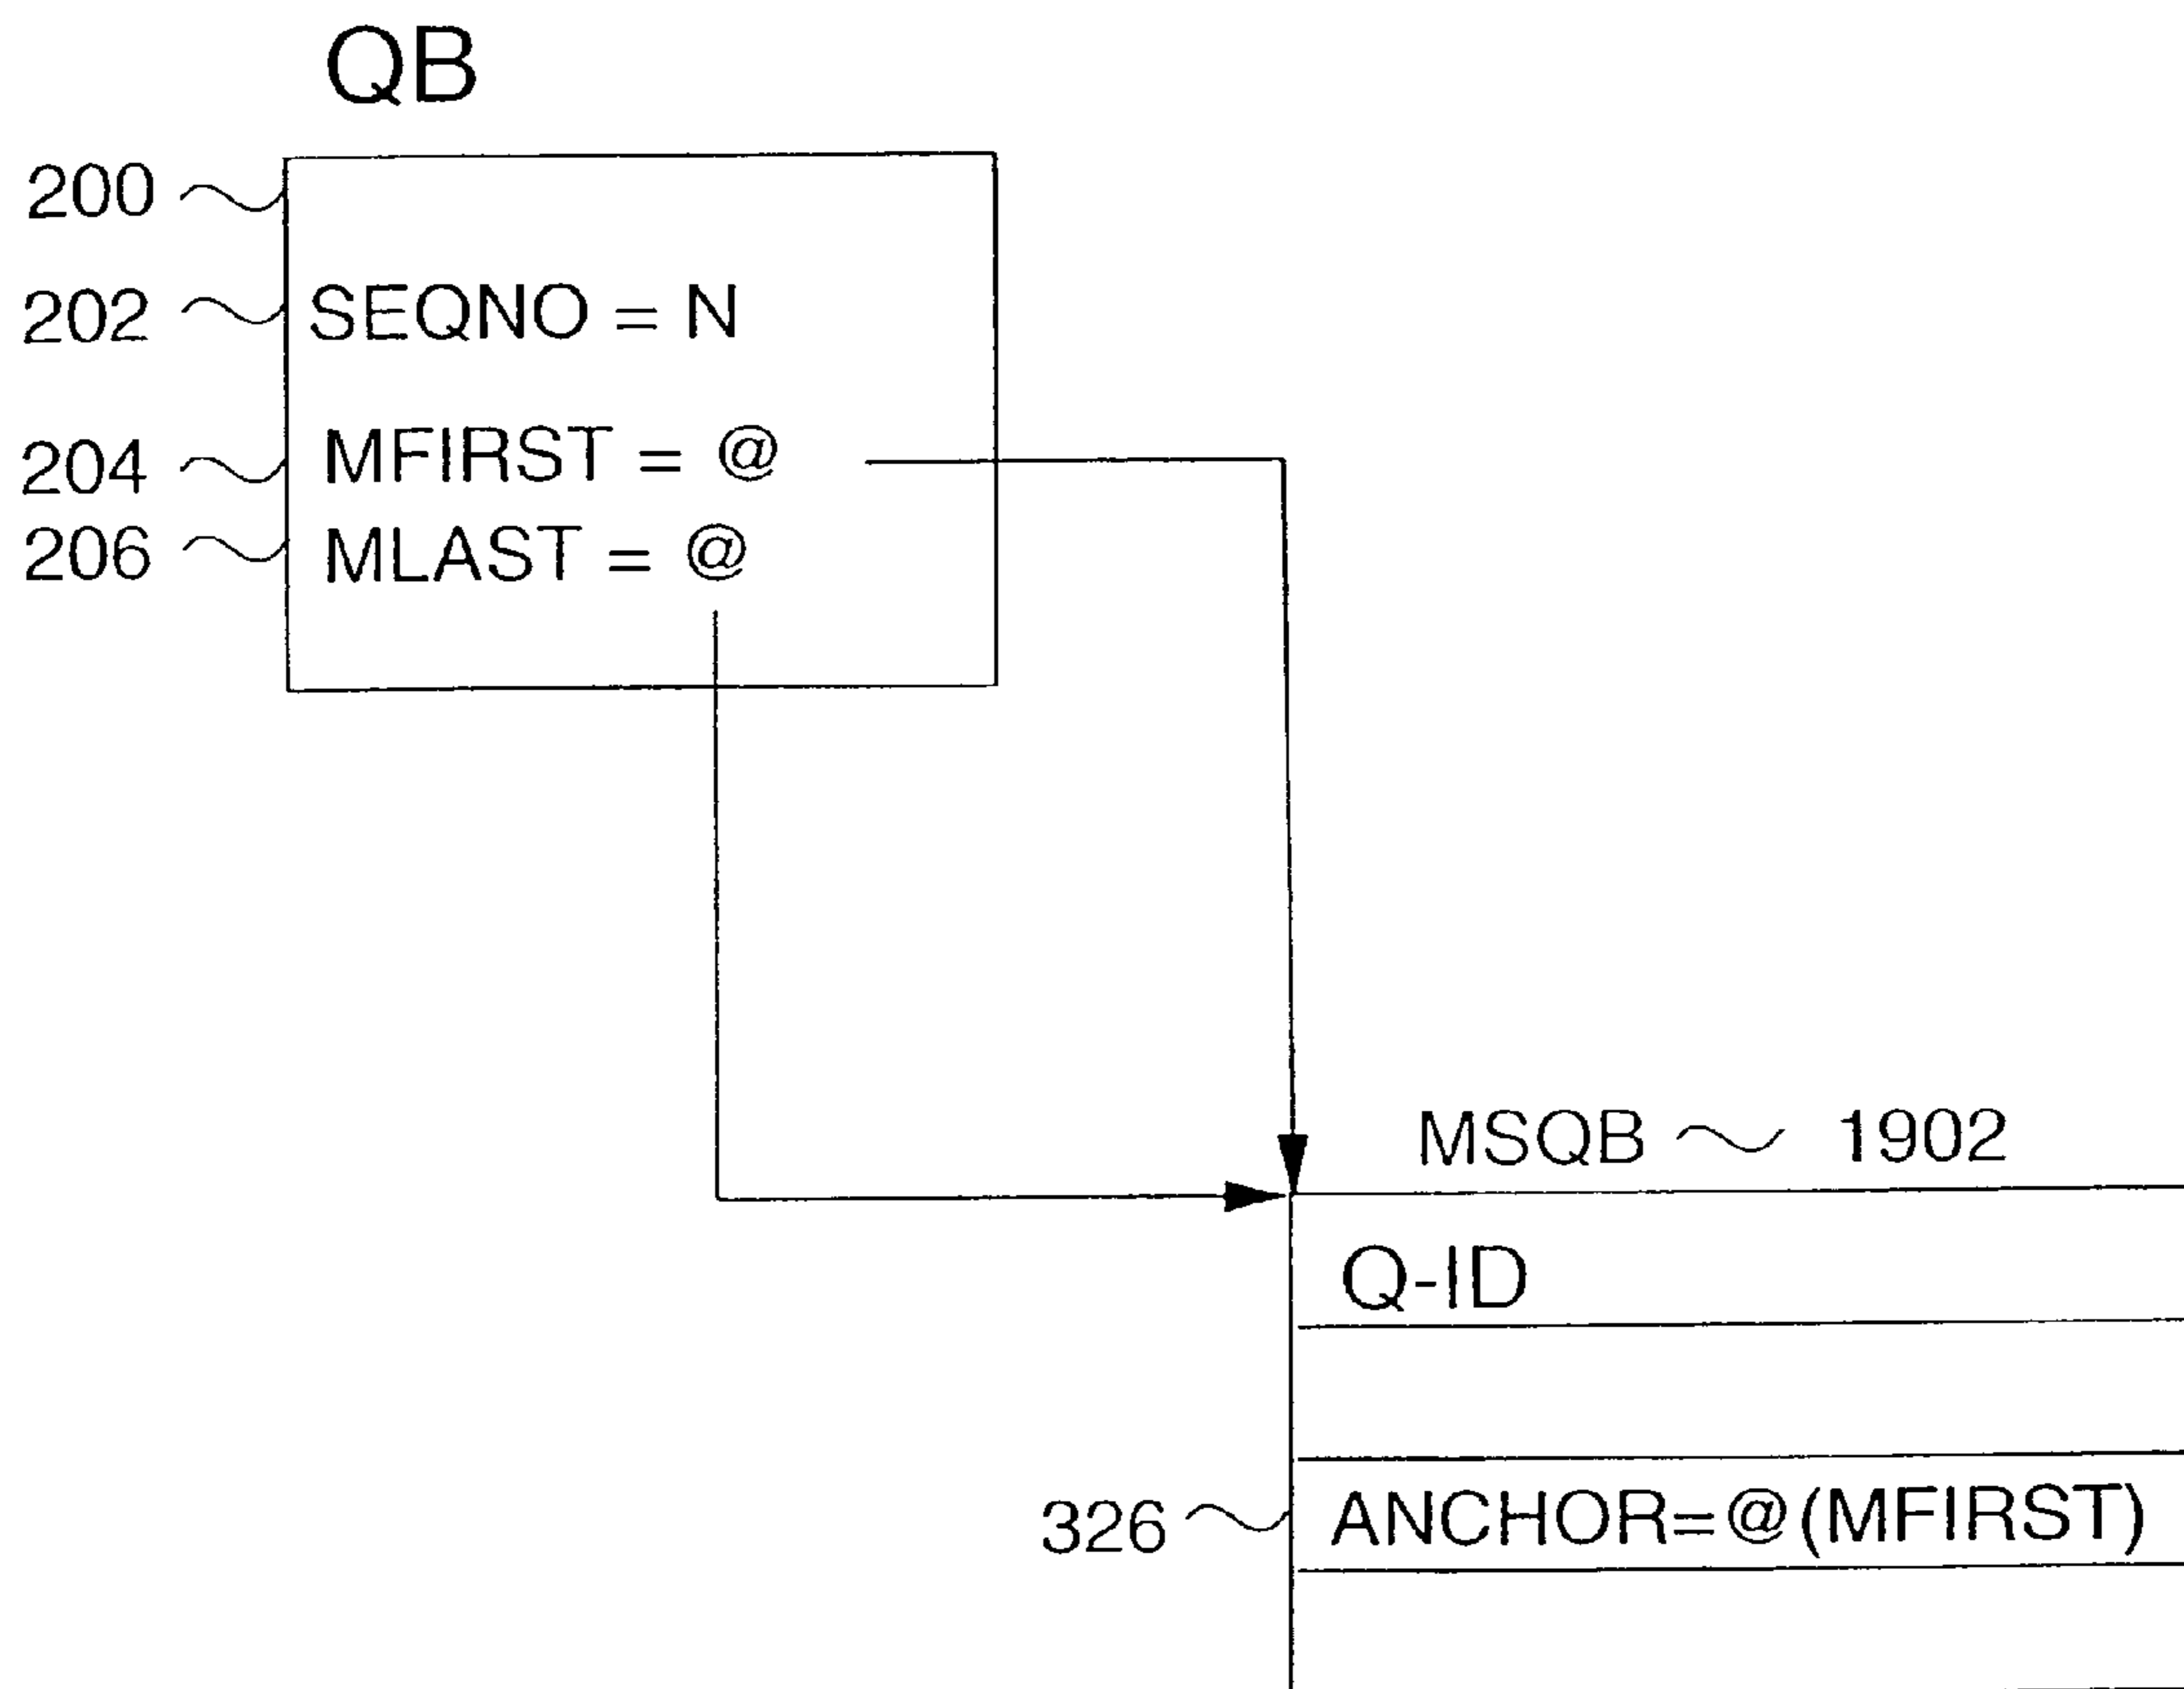 QB
200
202 SEQNO = N
204 MFIRST = @
206 MLAST = @
MSQB 1902
Q-ID
326 ANCHOR=@(MFIRST)